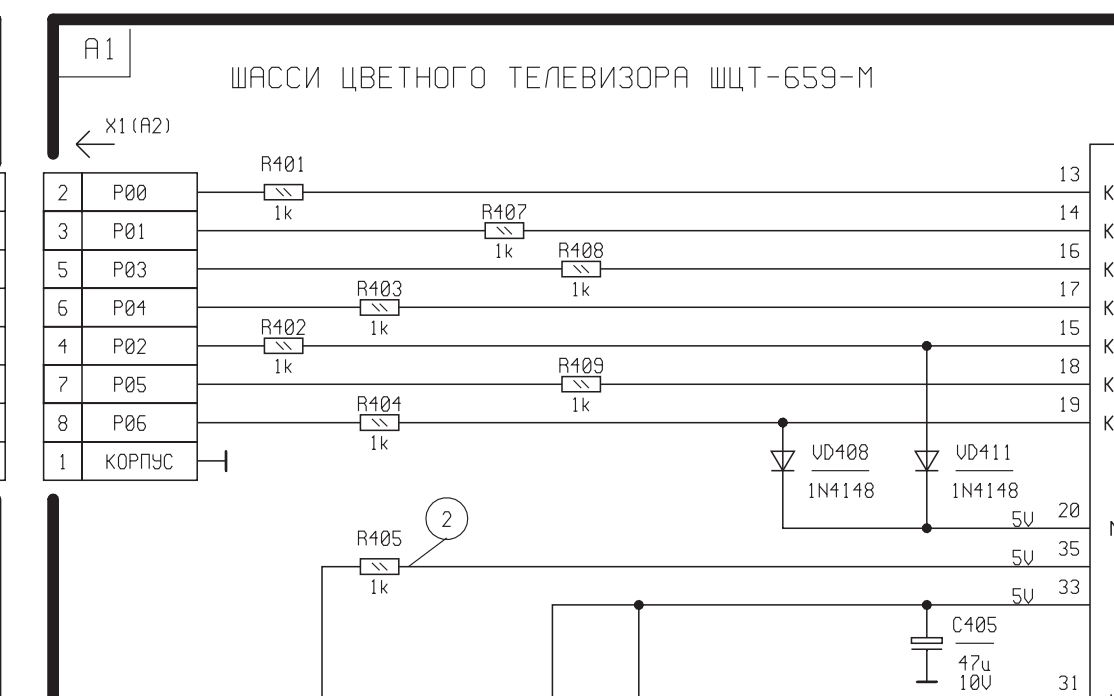 A1
ШАССИ ЦВЕТНОГО ТЕЛЕВИЗОРА ШЦТ-659-М
X1(A2)
R401
13
2 P00
1k
К
R407
14
3 P01
1k
К
R408
16
5 P03
1k
К
R403
17
6 P04
1k
К
R402
15
4 P02
1k
К
R409
18
7 P05
1k
К
R404
19
8 P06
1k
К
1 КОРПУС
VD408
1N4148
VD411
1N4148
2
5V 20
R405
1k
5V 35
5V 33
C405
47u
10V
31